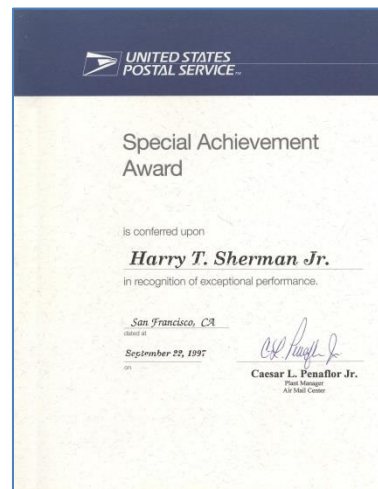 UNITED STATES
POSTAL SERVICE™
Special Achievement
Award
is conferred upon
Harry T. Sherman Jr.
in recognition of exceptional performance.
San Francisco, CA
dated at
September 22, 1997
on
Caesar L. Penaflor Jr.
Plant Manager
Air Mail Center